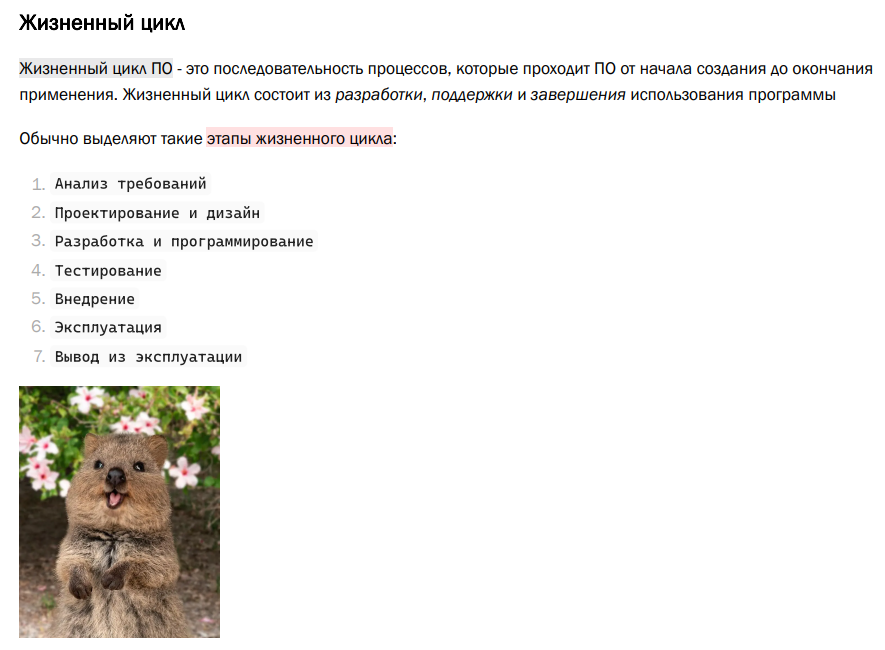 Жизненный цикл
Жизненный цикл ПО - это последовательность процессов, которые проходит ПО от начала создания до окончания
применения. Жизненный цикл состоит из разработки, поддержки и завершения использования программы
Обычно выделяют такие этапы жизненного цикла:
1. Анализ требований
2. Проектирование и дизайн
3. Разработка и программирование
4. Тестирование
5. Внедрение
6. Эксплуатация
7. Вывод из эксплуатации